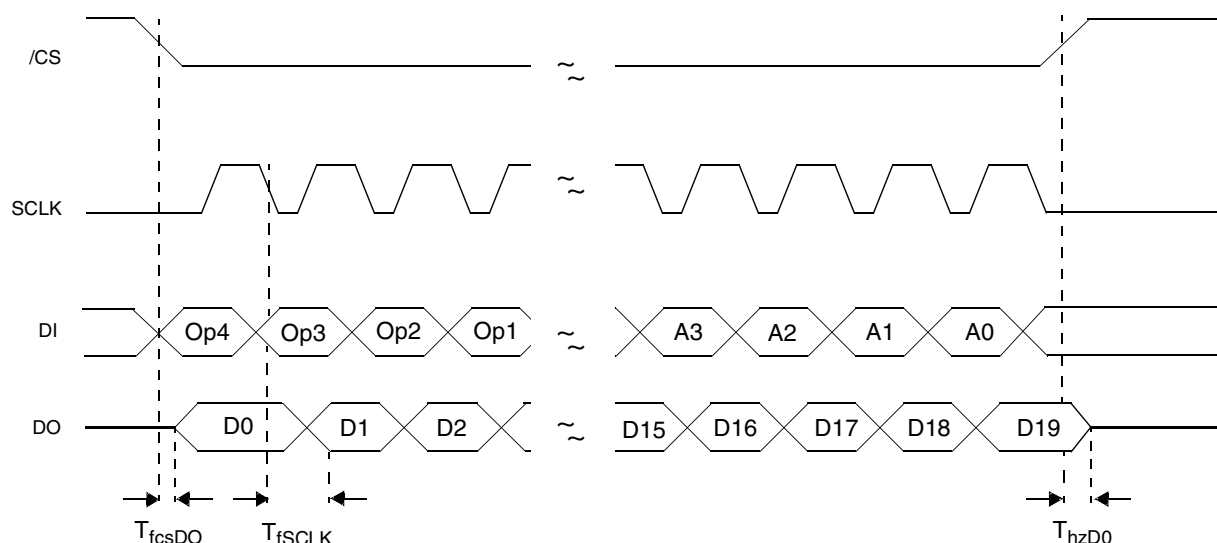 /CS
∼∼
SCLK
∼∼
DI Op4 Op3 Op2 Op1 ∼∼ A3 A2 A1 A0
DO D0 D1 D2 ∼∼ D15 D16 D17 D18 D19
TfcsDO TfSCLK ThzD0